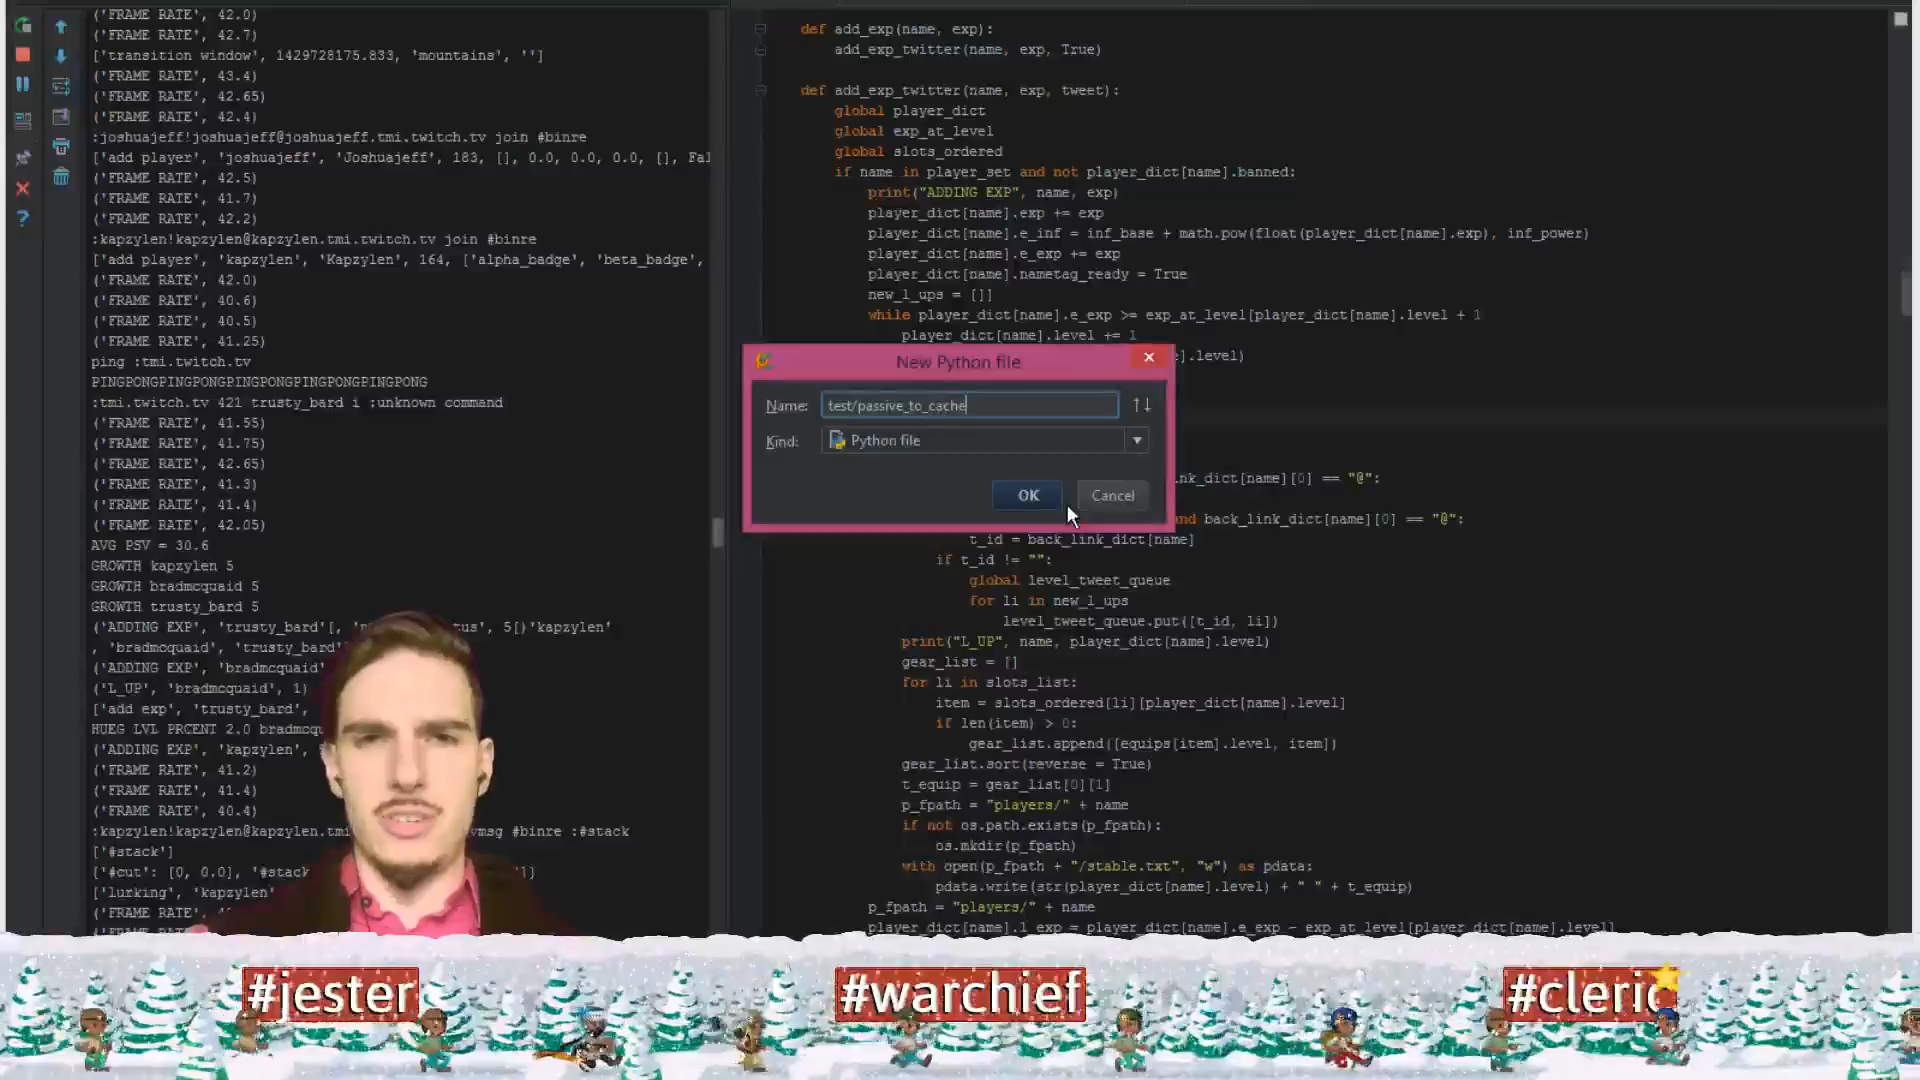 ('FRAME RATE', 42.0)
('FRAME RATE', 42.7)
['transition window', 1429728175.833, 'mountains', '']
('FRAME RATE', 43.4)
('FRAME RATE', 42.65)
('FRAME RATE', 42.4)
:joshuajeff!joshuajeff@joshuajeff.tmi.twitch.tv join #binre
['add player', 'joshuajeff', 'Joshuajeff', 183, [], 0.0, 0.0, 0.0, [], Fal
('FRAME RATE', 42.5)
('FRAME RATE', 41.7)
('FRAME RATE', 42.2)
:kapzylen!kapzylen@kapzylen.tmi.twitch.tv join #binre
['add player', 'kapzylen', 'Kapzylen', 164, ['alpha_badge', 'beta_badge',
('FRAME RATE', 42.0)
('FRAME RATE', 40.6)
('FRAME RATE', 40.5)
('FRAME RATE', 41.25)
ping :tmi.twitch.tv
PINGPONGPINGPONGPINGPONGPINGPONGPINGPONG
:tmi.twitch.tv 421 trusty_bard i :unknown command
('FRAME RATE', 41.55)
('FRAME RATE', 41.75)
('FRAME RATE', 42.65)
('FRAME RATE', 41.3)
('FRAME RATE', 41.4)
('FRAME RATE', 42.05)
AVG PSV = 30.6
GROWTH kapzylen 5
GROWTH bradmcquaid 5
GROWTH trusty_bard 5
('ADDING EXP', 'trusty_bard'[, 'n tus', 5[)'kapzylen'
, 'bradmcquaid', 'trusty_bard'
('ADDING EXP', 'bradmcquaid'
('L_UP', 'bradmcquaid', 1)
['add exp', 'trusty_bard',
HUEG LVL PRCENT 2.0 bradmcq
('ADDING EXP', 'kapzylen',
('FRAME RATE', 41.2)
('FRAME RATE', 41.4)
('FRAME RATE', 40.4)
:kapzylen!kapzylen@kapzylen.tmi vmsg #binre :#stack
['#stack']
['#cut': [0, 0.0], '#stack ']]
['lurking', 'kapzylen'
('FRAME RATE',
def add_exp(name, exp):
add_exp_twitter(name, exp, True)
def add_exp_twitter(name, exp, tweet):
global player_dict
global exp_at_level
global slots_ordered
if name in player_set and not player_dict[name].banned:
print("ADDING EXP", name, exp)
player_dict[name].exp += exp
player_dict[name].e_inf = inf_base + math.pow(float(player_dict[name].exp), inf_power)
player_dict[name].e_exp += exp
player_dict[name].nametag_ready = True
new_l_ups = []
while player_dict[name].e_exp >= exp_at_level[player_dict[name].level + 1
player_dict[name].level += 1
e].level)
New Python file
Name: test/passive_to_cache
Kind: Python file
OK Cancel
nk_dict[name][0] == "@":
and back_link_dict[name][0] == "@":
t_id = back_link_dict[name]
if t_id != "":
global level_tweet_queue
for li in new_l_ups
level_tweet_queue.put([t_id, li])
print("L_UP", name, player_dict[name].level)
gear_list = []
for li in slots_list:
item = slots_ordered[li][player_dict[name].level]
if len(item) > 0:
gear_list.append([equips[item].level, item])
gear_list.sort(reverse = True)
t_equip = gear_list[0][1]
p_fpath = "players/" + name
if not os.path.exists(p_fpath):
os.mkdir(p_fpath)
with open(p_fpath + "/stable.txt", "w") as pdata:
pdata.write(str(player_dict[name].level) + " " + t_equip)
p_fpath = "players/" + name
player_dict[name].l_exp = player_dict[name].e_exp - exp_at_level[player_dict[name].level]
#jester
#warchief
#cleric